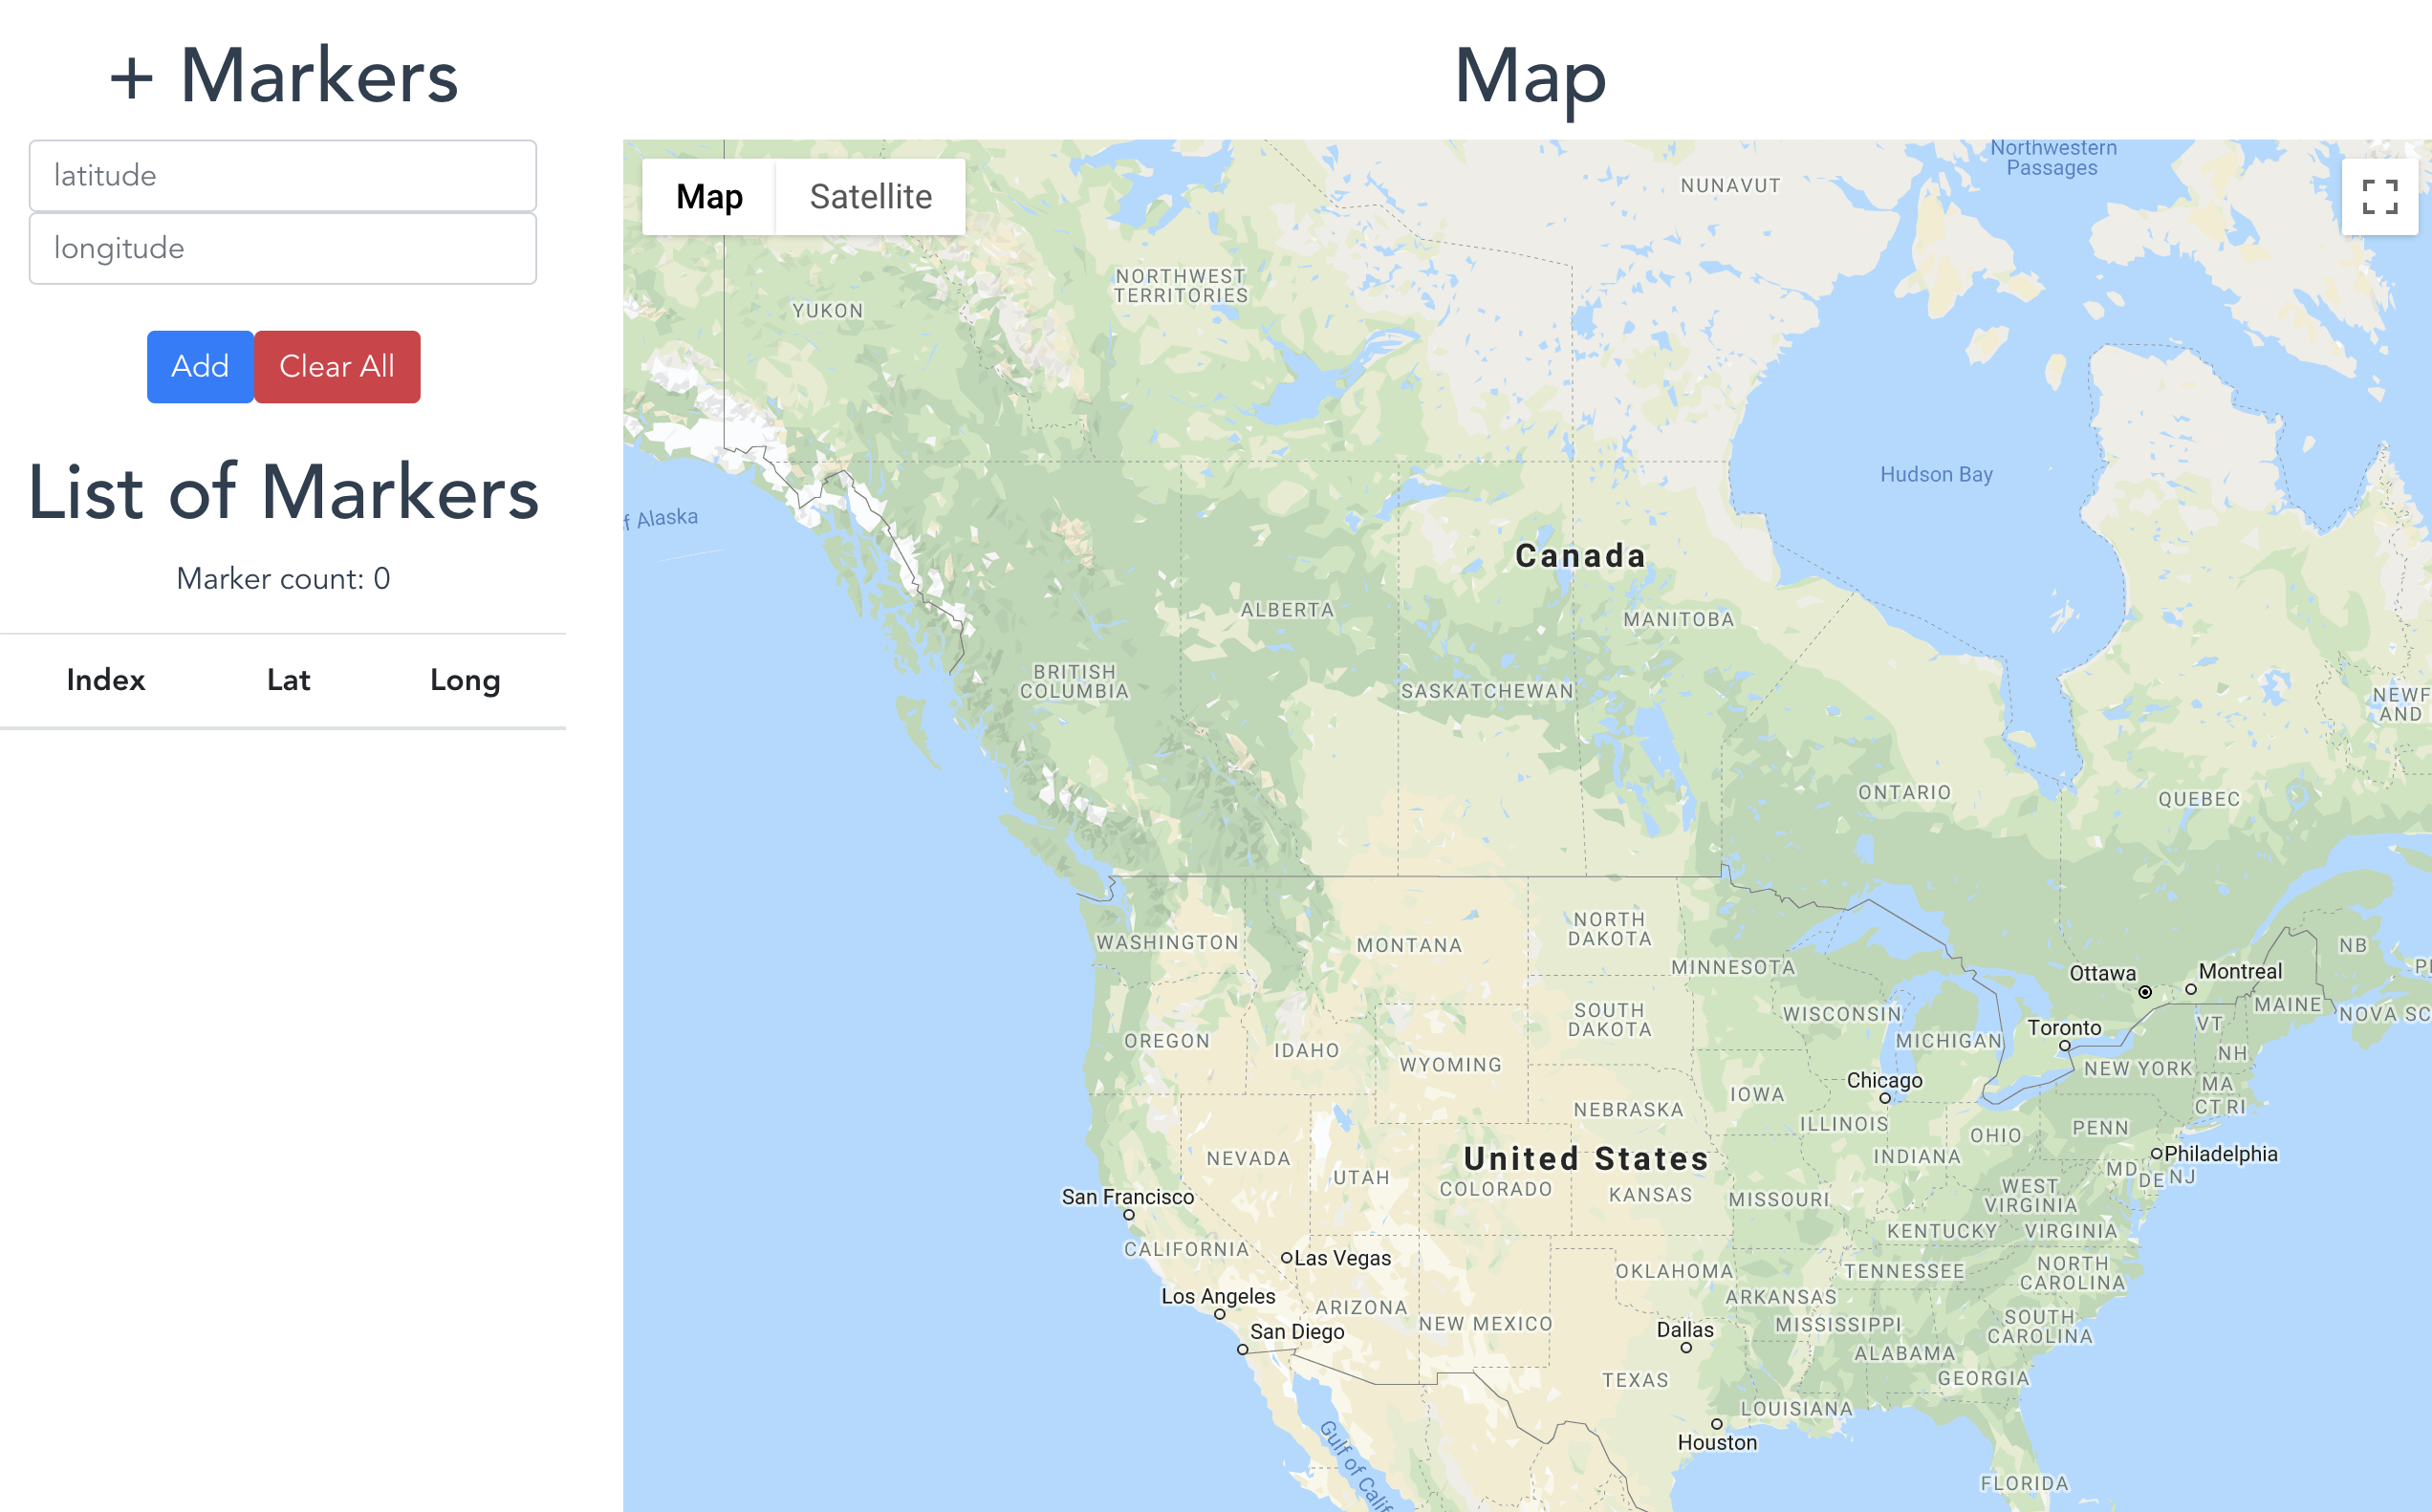 + Markers
latitude
longitude
Add
Clear All
List of Markers
Marker count: 0
Index Lat Long
Map
Map
Satellite
Northwestern
Passages
NUNAVUT
NORTHWEST
TERRITORIES
YUKON
Hudson Bay
f Alaska
Canada
ALBERTA
MANITOBA
BRITISH
COLUMBIA
SASKATCHEWAN
NEWF
AND
ONTARIO
QUEBEC
NORTH
DAKOTA
WASHINGTON
MONTANA
NB
MINNESOTA
Ottawa
Montreal
MAINE
SOUTH
DAKOTA
WISCONSIN
VT
NOVA SC
Toronto
OREGON
MICHIGAN
IDAHO
NH
WYOMING
NEW YORK
Chicago
MA
IOWA
CT RI
NEBRASKA
ILLINOIS
PENN
OHIO
NEVADA
United States
INDIANA
Philadelphia
UTAH
MD
DE
NJ
COLORADO
KANSAS
MISSOURI
WEST
VIRGINIA
San Francisco
KENTUCKY
VIRGINIA
CALIFORNIA
Las Vegas
OKLAHOMA
TENNESSEE
NORTH
CAROLINA
Los Angeles
ARIZONA
ARKANSAS
NEW MEXICO
MISSISSIPPI
SOUTH
CAROLINA
San Diego
Dallas
ALABAMA
TEXAS
GEORGIA
LOUISIANA
Houston
Gulf of Calif
FLORIDA